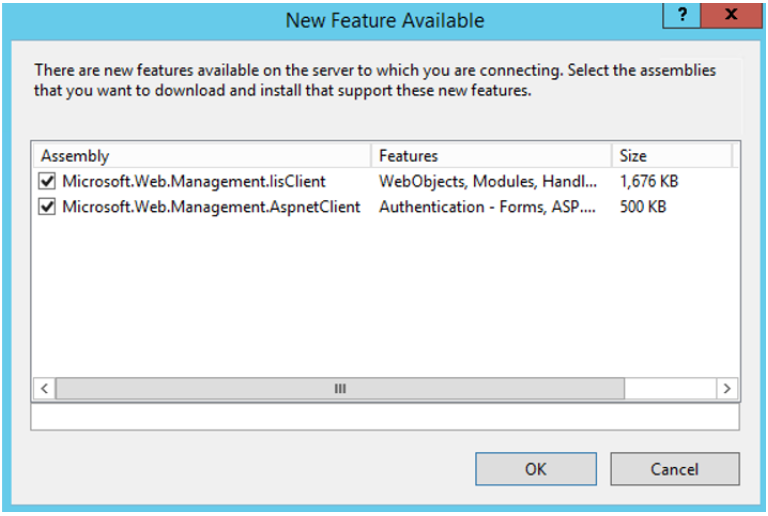 New Feature Available
? x
There are new features available on the server to which you are connecting. Select the assemblies
that you want to download and install that support these new features.
Assembly Features Size
Microsoft.Web.Management.IisClient WebObjects, Modules, Handl... 1,676 KB
Microsoft.Web.Management.AspnetClient Authentication - Forms, ASP.... 500 KB
OK Cancel